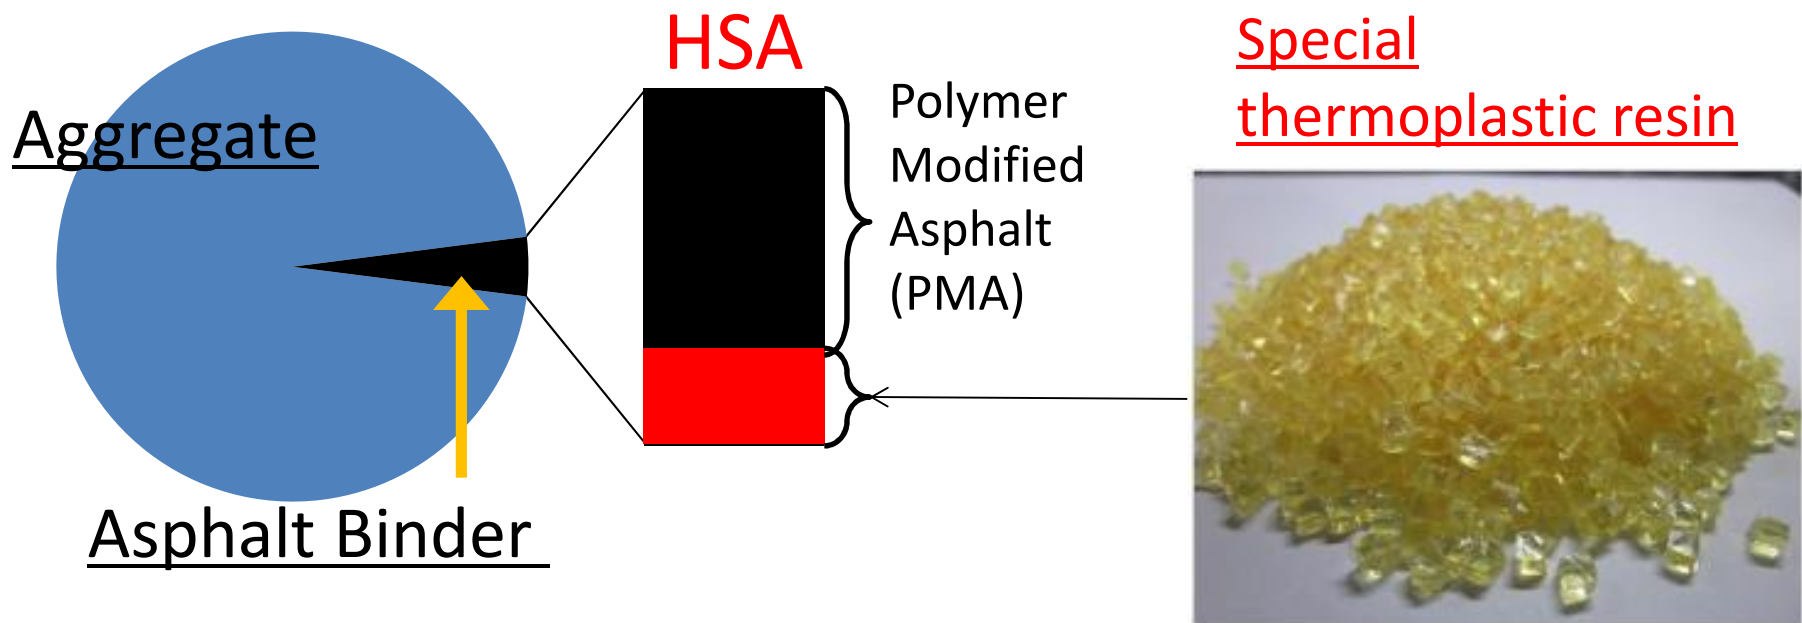 Aggregate
Asphalt Binder
HSA
Polymer
Modified
Asphalt
(PMA)
Special
thermoplastic resin